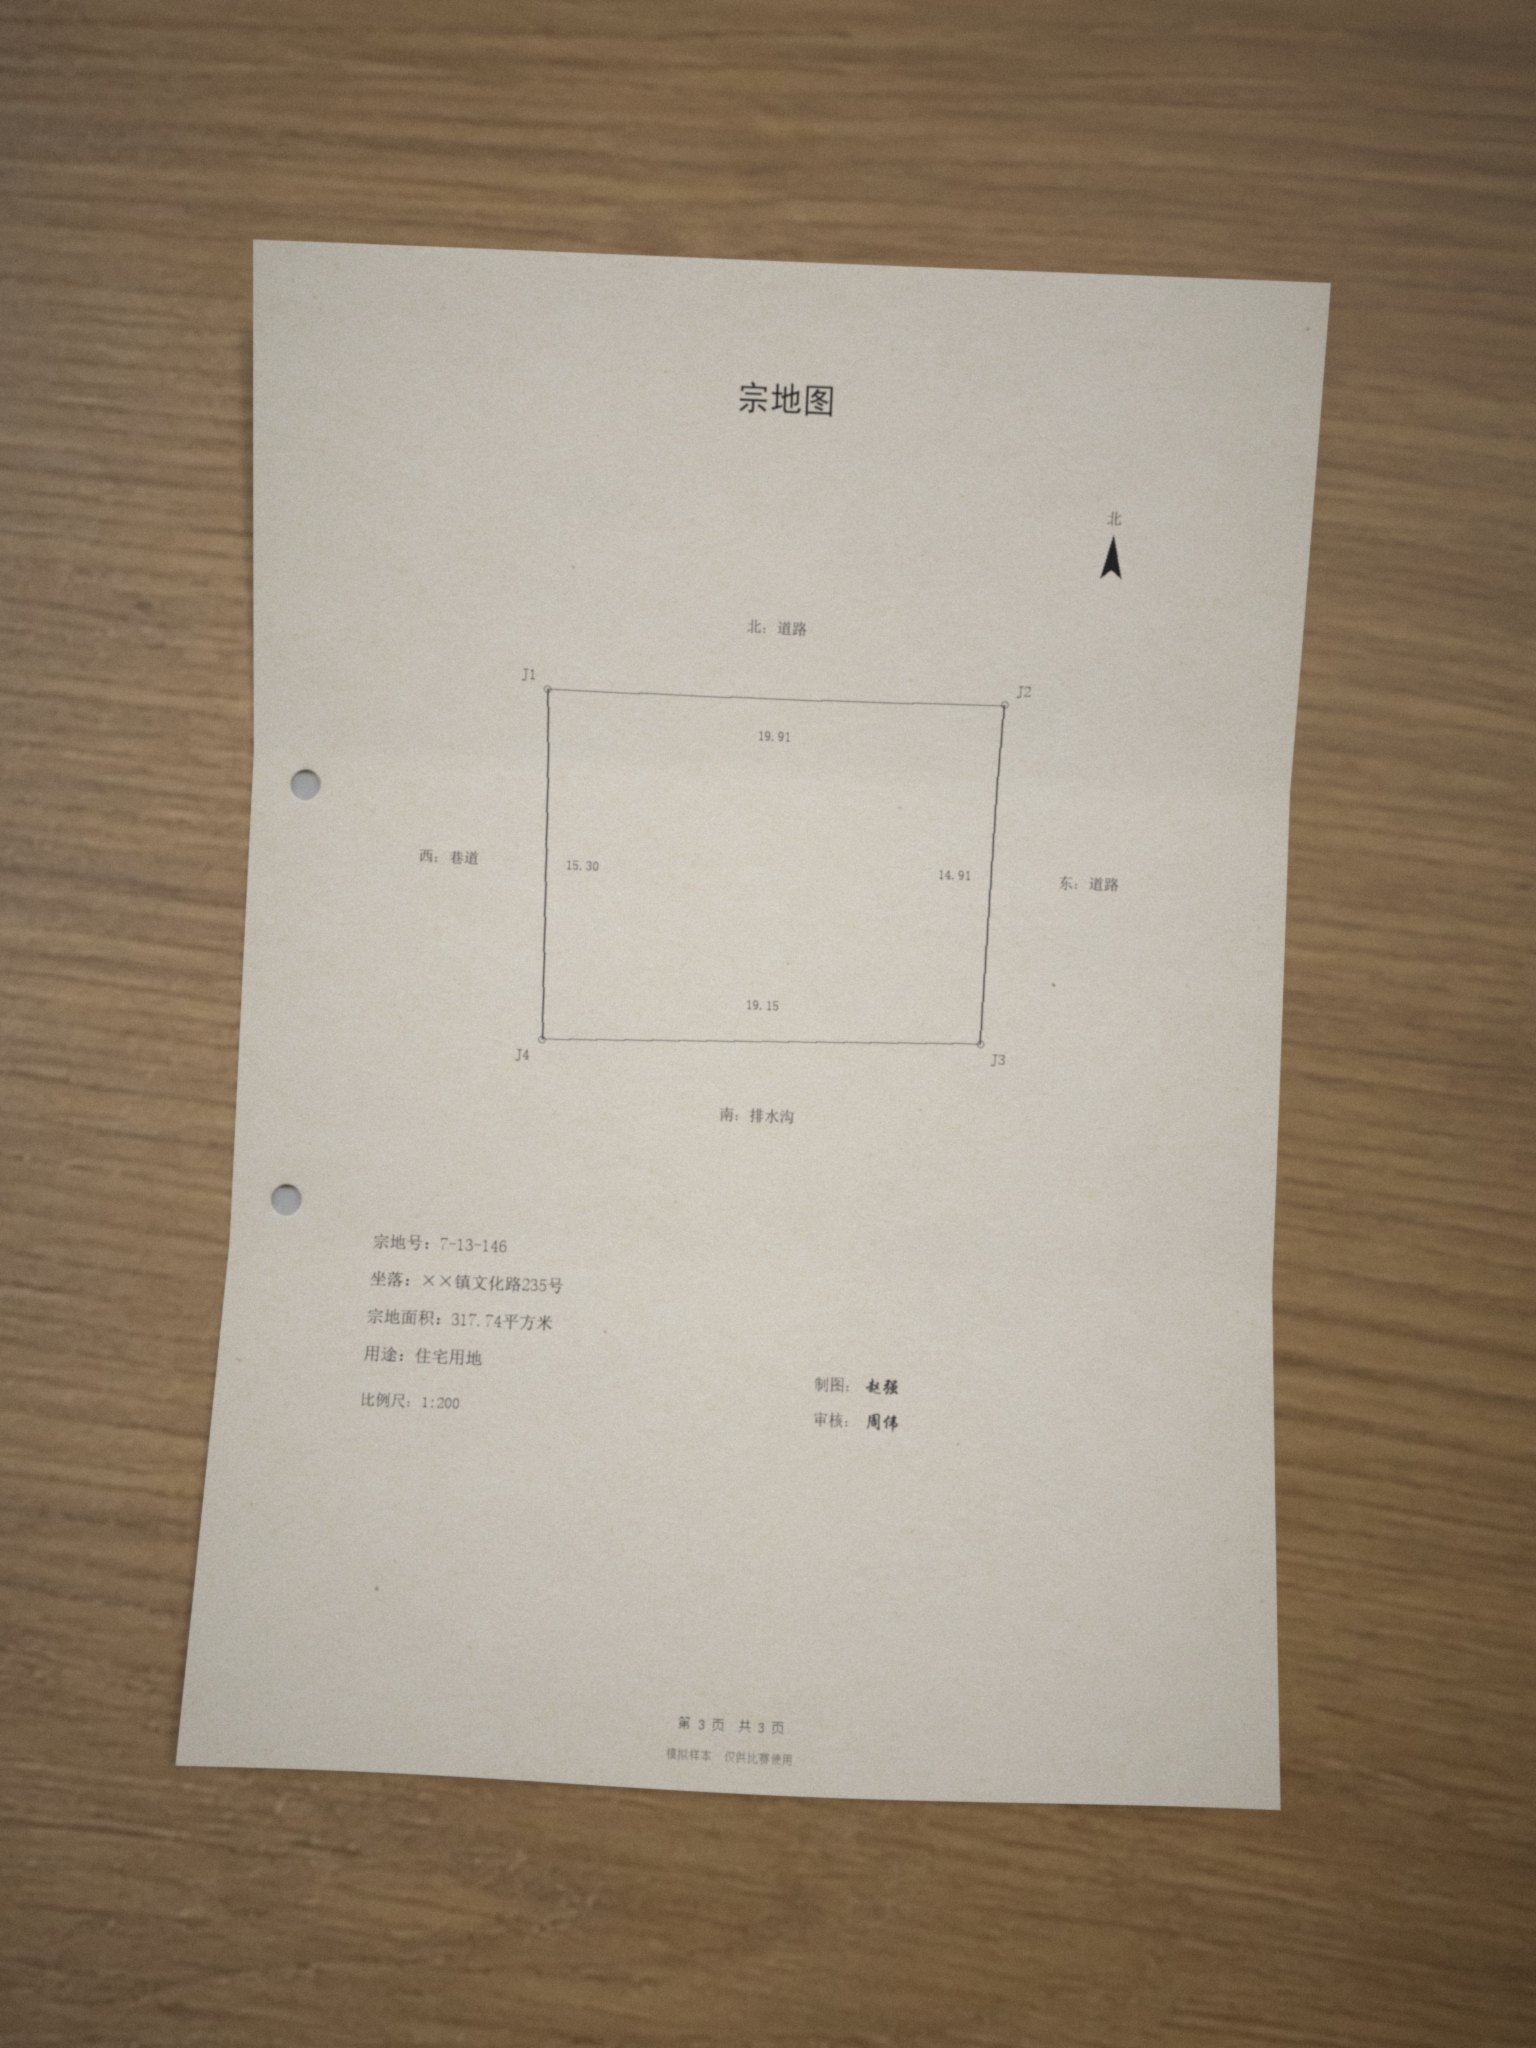 宗地图
北
北：道路
J1
J2
19.91
西：巷道
15.30
14.91
东：道路
19.15
J4
J3
南：排水沟
宗地号：7-13-146
坐落：××镇文化路235号
宗地面积：317.74平方米
用途：住宅用地
比例尺：1:200
制图：赵强
审核：周伟
第 3 页 共 3 页
模拟样本 仅供比赛使用